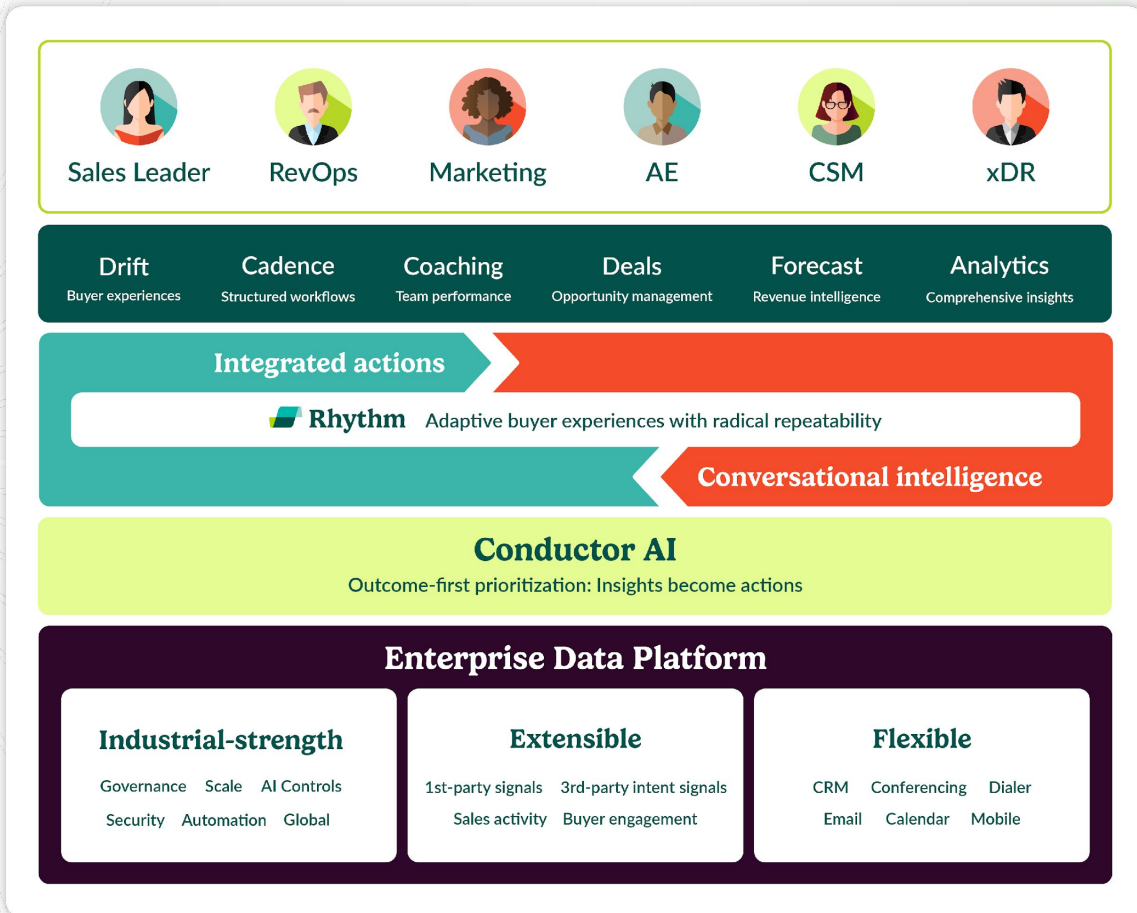 Sales Leader RevOps Marketing AE CSM xDR
Drift Cadence Coaching Deals Forecast Analytics
Buyer experiences Structured workflows Team performance Opportunity management Revenue intelligence Comprehensive insights
Integrated actions
Rhythm Adaptive buyer experiences with radical repeatability
Conversational intelligence
Conductor AI
Outcome-first prioritization: Insights become actions
Enterprise Data Platform
Industrial-strength
Governance Scale AI Controls
Security Automation Global
Extensible
1st-party signals 3rd-party intent signals
Sales activity Buyer engagement
Flexible
CRM Conferencing Dialer
Email Calendar Mobile